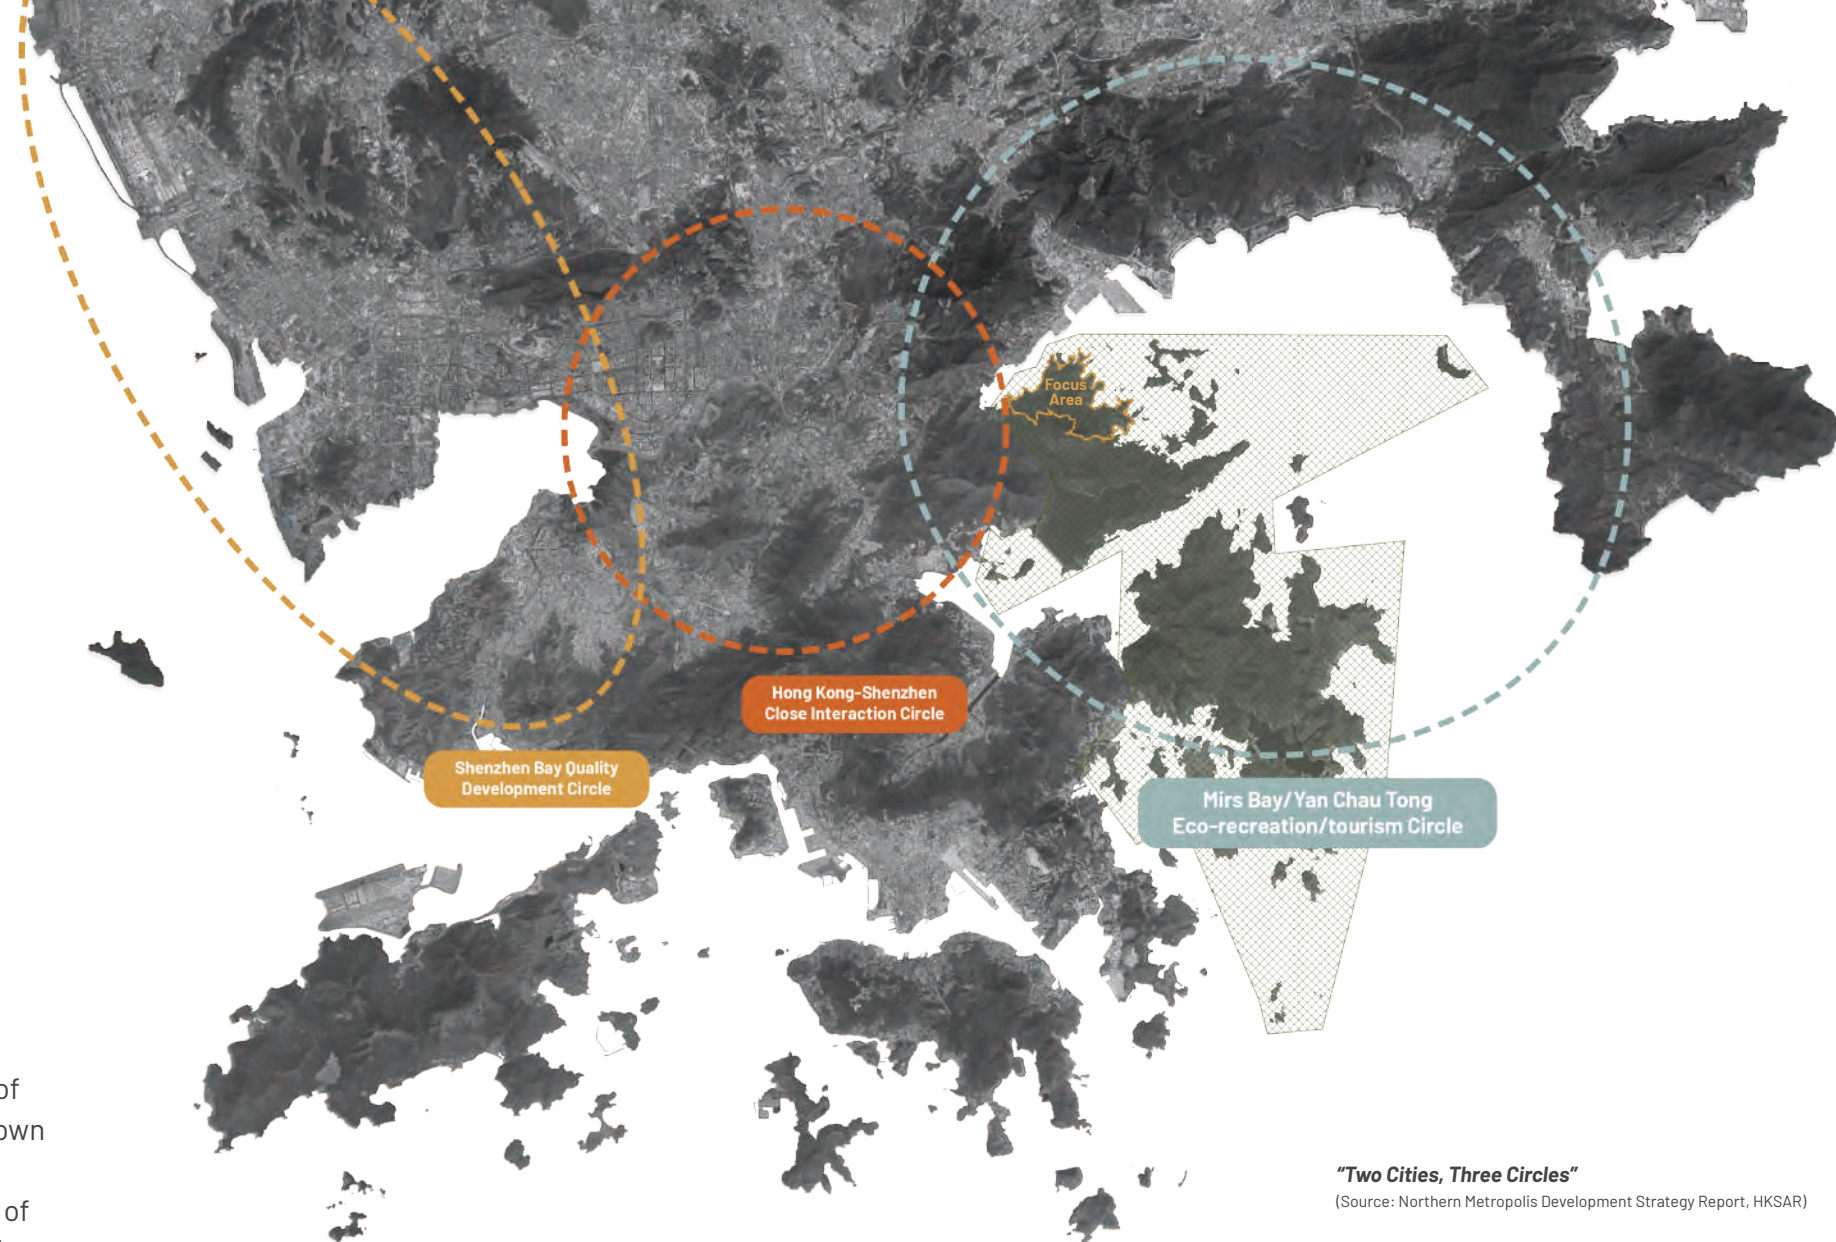 Focus
Area
Hong Kong-Shenzhen
Close Interaction Circle
Shenzhen Bay Quality
Development Circle
Mirs Bay/Yan Chau Tong
Eco-recreation/tourism Circle
of
own
of
"Two Cities, Three Circles"
(Source: Northern Metropolis Development Strategy Report, HKSAR)